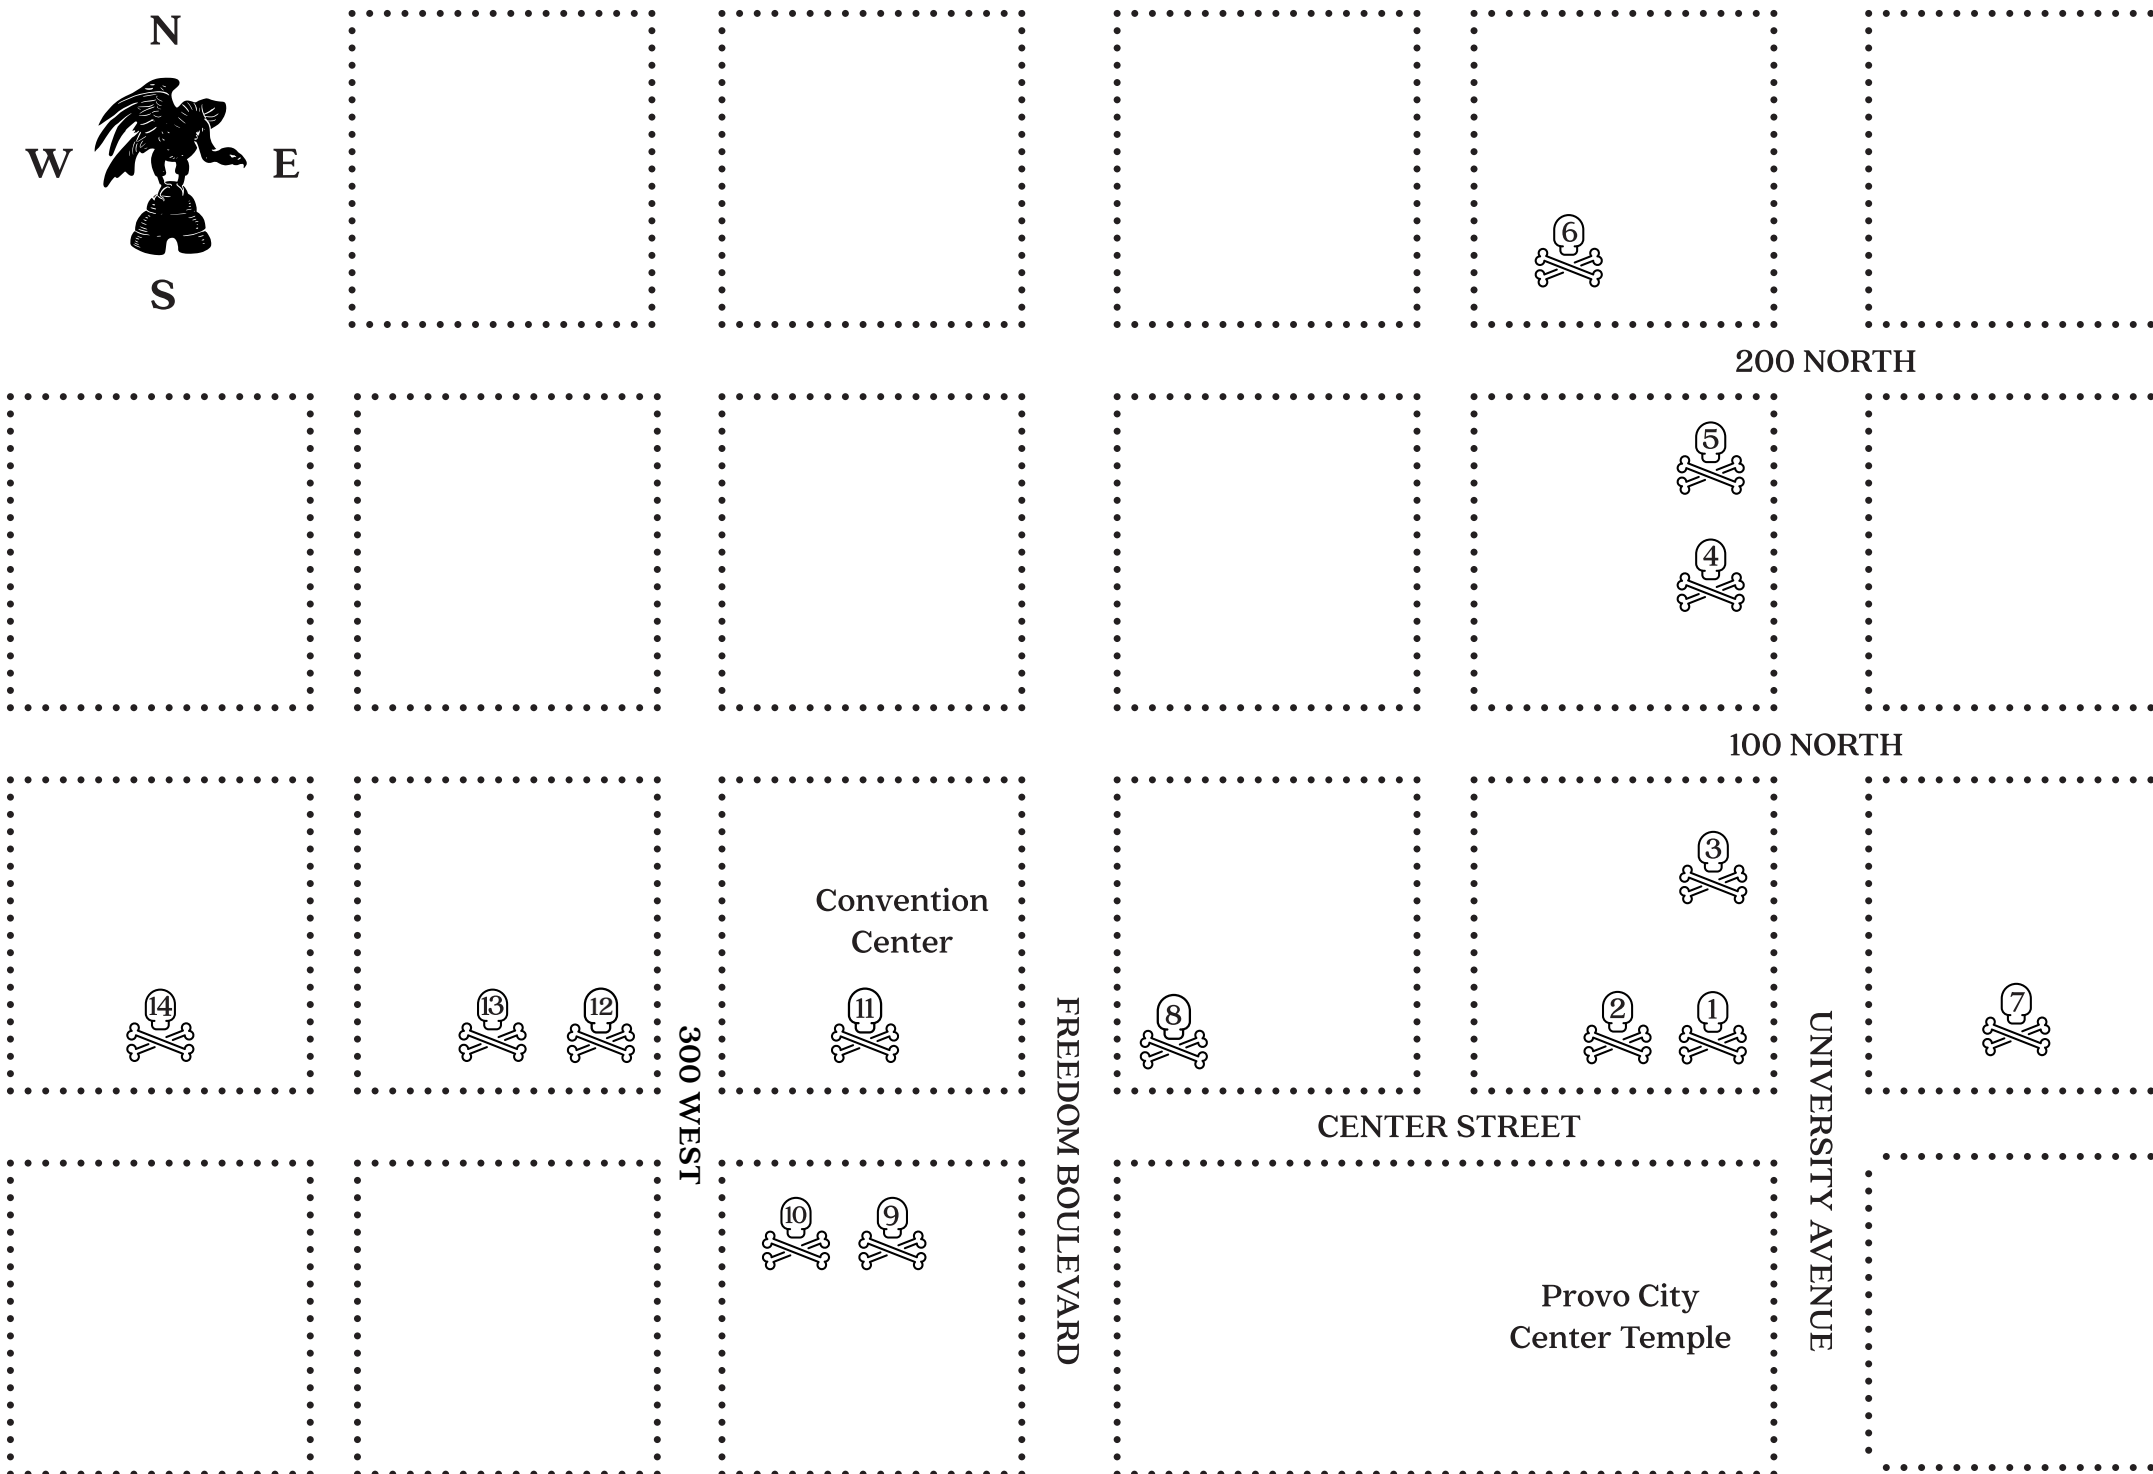 N
W
E
S
6
200 NORTH
5
4
100 NORTH
3
Convention
Center
14
13
12
11
8
2
1
7
300 WEST
FREEDOM BOULEVARD
UNIVERSITY AVENUE
CENTER STREET
10
9
Provo City
Center Temple